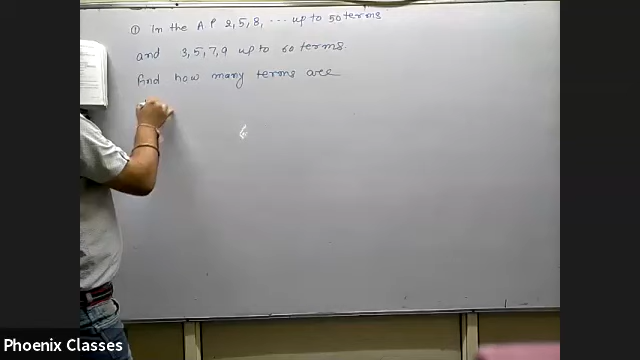 ① In the A.P 2, 5, 8, ... up to 50 terms
and 3, 5, 7, 9 up to 60 terms.
find how many terms are
Phoenix Classes